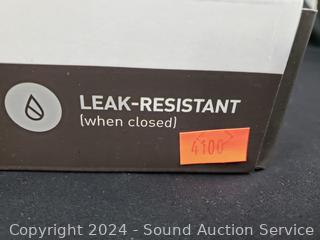 LEAK-RESISTANT
(when closed)
4100
Copyright 2024 - Sound Auction Service